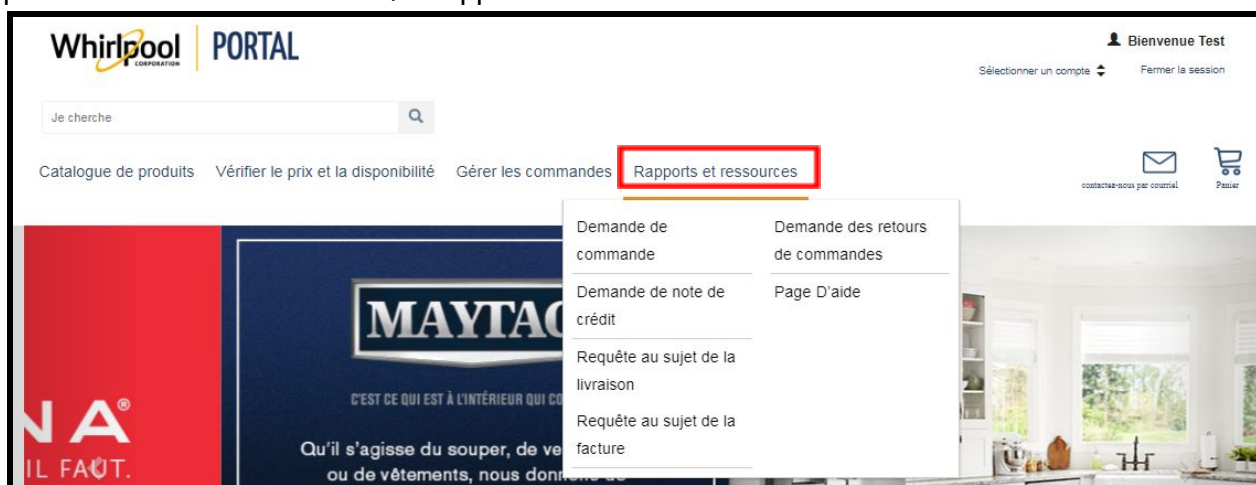 Whirlpool
CORPORATION
PORTAL
Bienvenue Test
Sélectionner un compte
Fermer la session
Je cherche
Catalogue de produits
Vérifier le prix et la disponibilité
Gérer les commandes
Rapports et ressources
contactez-nous par courriel
Panier
Demande de
commande
Demande de note de
crédit
Requête au sujet de la
livraison
Requête au sujet de la
facture
Demande des retours
de commandes
Page D'aide
NA®
IL FAUT.
MAYTAG
C'EST CE QUI EST À L'INTÉRIEUR QUI
Qu'il s'agisse du souper, de
ou de vêtements, nous